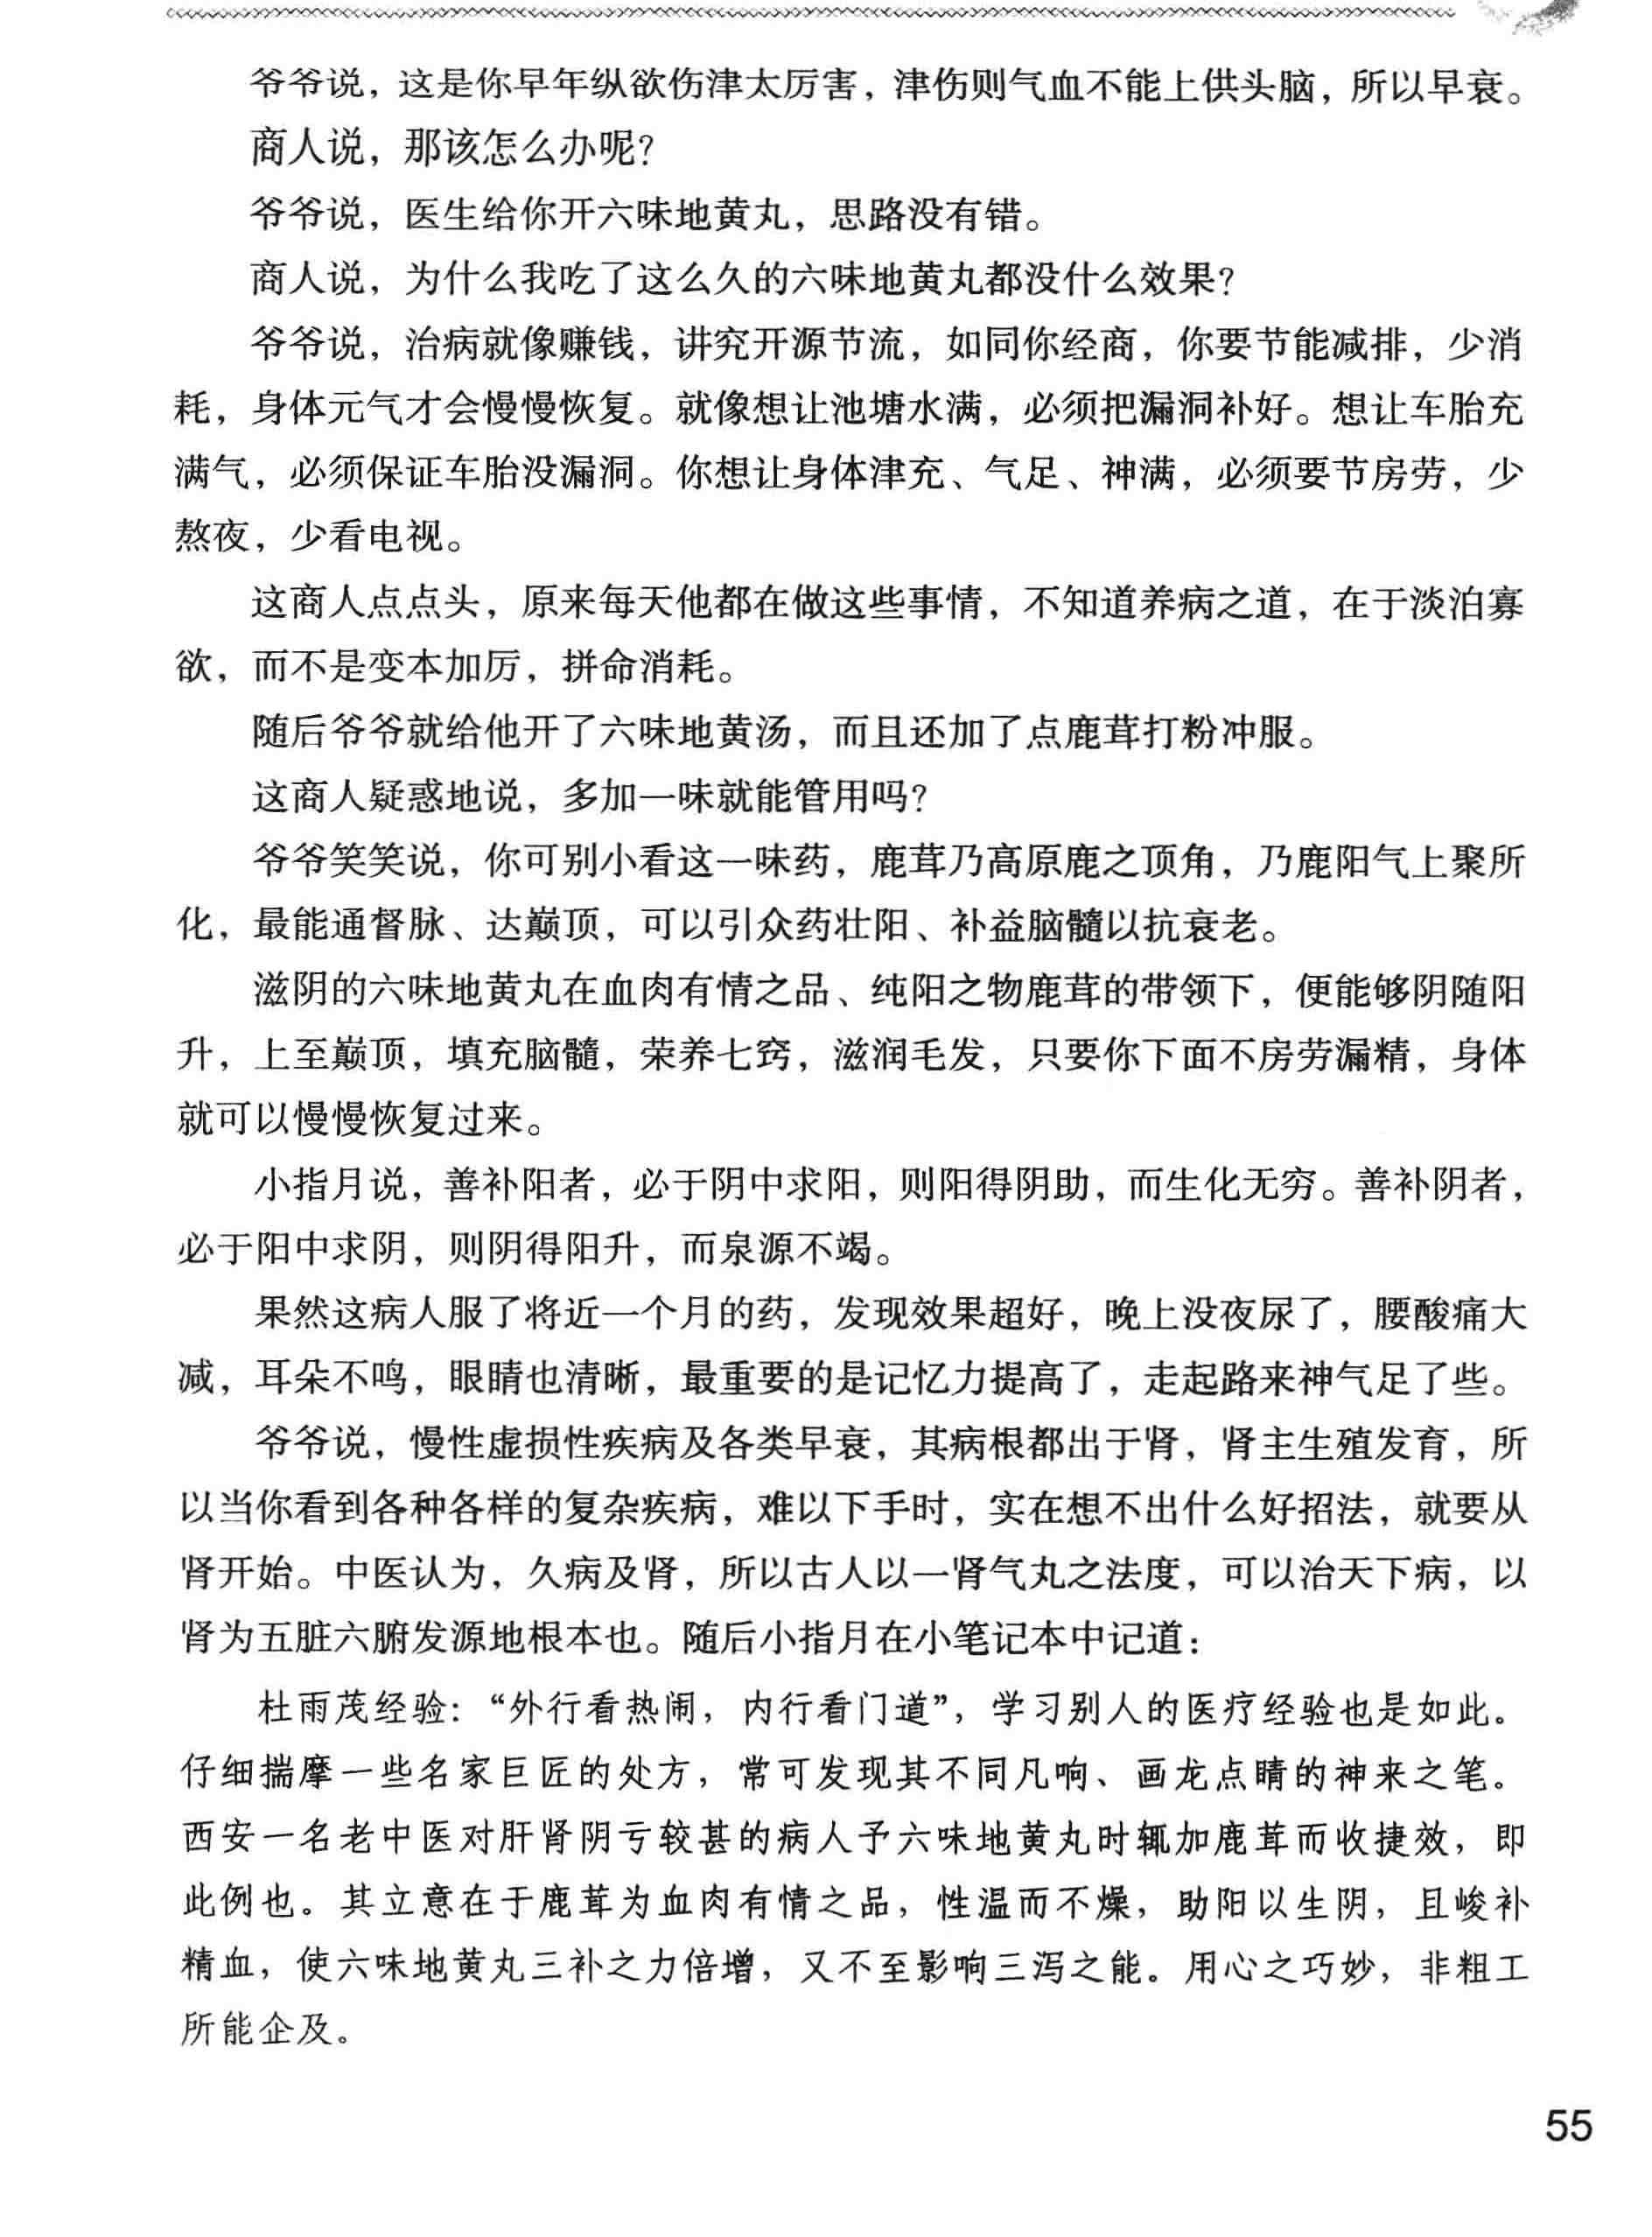 爷爷说，这是你早年纵欲伤津太厉害，津伤则气血不能上供头脑，所以早衰。
商人说，那该怎么办呢？
爷爷说，医生给你开六味地黄丸，思路没有错。
商人说，为什么我吃了这么久的六味地黄丸都没什么效果？
爷爷说，治病就像赚钱，讲究开源节流，如同你经商，你要节能减排，少消
耗，身体元气才会慢慢恢复。就像想让池塘水满，必须把漏洞补好。想让车胎充
满气，必须保证车胎没漏洞。你想让身体津充、气足、神满，必须要节房劳，少
熬夜，少看电视。
这商人点点头，原来每天他都在做这些事情，不知道养病之道，在于淡泊寡
欲，而不是变本加厉，拼命消耗。
随后爷爷就给他开了六味地黄汤，而且还加了点鹿茸打粉冲服。
这商人疑惑地说，多加一味就能管用吗？
爷爷笑笑说，你可别小看这一味药，鹿茸乃高原鹿之顶角，乃鹿阳气上聚所
化，最能通督脉、达巅顶，可以引众药壮阳、补益脑髓以抗衰老。
滋阴的六味地黄丸在血肉有情之品、纯阳之物鹿茸的带领下，便能够阴随阳
升，上至巅顶，填充脑髓，荣养七窍，滋润毛发，只要你下面不房劳漏精，身体
就可以慢慢恢复过来。
小指月说，善补阳者，必于阴中求阳，则阳得阴助，而生化无穷。善补阴者，
必于阳中求阴，则阴得阳升，而泉源不竭。
果然这病人服了将近一个月的药，发现效果超好，晚上没夜尿了，腰酸痛大
减，耳朵不鸣，眼睛也清晰，最重要的是记忆力提高了，走起路来神气足了些。
爷爷说，慢性虚损性疾病及各类早衰，其病根都出于肾，肾主生殖发育，所
以当你看到各种各样的复杂疾病，难以下手时，实在想不出什么好招法，就要从
肾开始。中医认为，久病及肾，所以古人以一肾气丸之法度，可以治天下病，以
肾为五脏六腑发源地根本也。随后小指月在小笔记本中记道：
杜雨茂经验：“外行看热闹，内行看门道”，学习别人的医疗经验也是如此。
仔细揣摩一些名家巨匠的处方，常可发现其不同凡响、画龙点睛的神来之笔。
西安一名老中医对肝肾阴亏较甚的病人予六味地黄丸时辄加鹿茸而收捷效，即
此例也。其立意在于鹿茸为血肉有情之品，性温而不燥，助阳以生阴，且峻补
精血，使六味地黄丸三补之力倍增，又不至影响三泻之能。用心之巧妙，非粗工
所能企及。
55